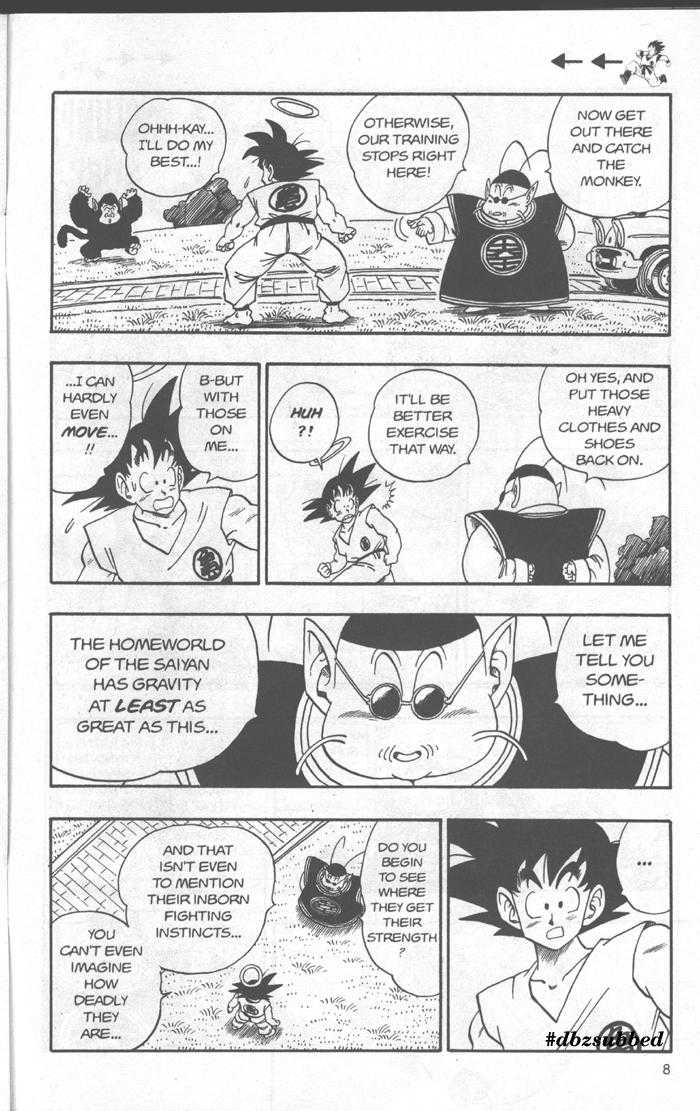 NOW GET
OUT THERE
AND CATCH
THE
MONKEY.
OTHERWISE,
OUR TRAINING
STOPS RIGHT
HERE!
OHHH-KAY...
I'LL DO MY
BEST...!
OH YES, AND
PUT THOSE
HEAVY
CLOTHES AND
SHOES
BACK ON.
IT'LL BE
BETTER
EXERCISE
THAT WAY.
HUH
?!
B-BUT
WITH
THOSE
ON
ME...
...I CAN
HARDLY
EVEN
MOVE...
!!
LET ME
TELL YOU
SOME-
THING...
THE HOMEWORLD
OF THE SAIYAN
HAS GRAVITY
AT LEAST AS
GREAT AS THIS...
...
DO YOU
BEGIN
TO SEE
WHERE
THEY GET
THEIR
STRENGTH
?
AND THAT
ISN'T EVEN
TO MENTION
THEIR INBORN
FIGHTING
INSTINCTS...
YOU
CAN'T EVEN
IMAGINE
HOW
DEADLY
THEY
ARE...
#dbzsubbed
8